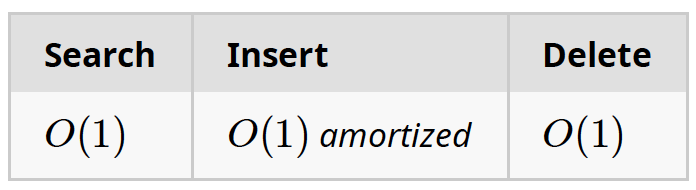 Search Insert Delete
O(1) O(1) amortized O(1)